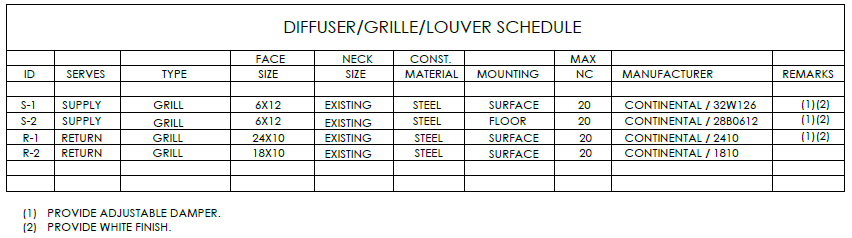 DIFFUSER/GRILLE/LOUVER SCHEDULE
FACE NECK CONST. MAX
ID SERVES TYPE SIZE SIZE MATERIAL MOUNTING NC MANUFACTURER REMARKS
S-1 SUPPLY GRILL 6X12 EXISTING STEEL SURFACE 20 CONTINENTAL / 32W126 (1)(2)
S-2 SUPPLY GRILL 6X12 EXISTING STEEL FLOOR 20 CONTINENTAL / 28B0612 (1)(2)
R-1 RETURN GRILL 24X10 EXISTING STEEL SURFACE 20 CONTINENTAL / 2410 (1)(2)
R-2 RETURN GRILL 18X10 EXISTING STEEL SURFACE 20 CONTINENTAL / 1810
(1) PROVIDE ADJUSTABLE DAMPER.
(2) PROVIDE WHITE FINISH.